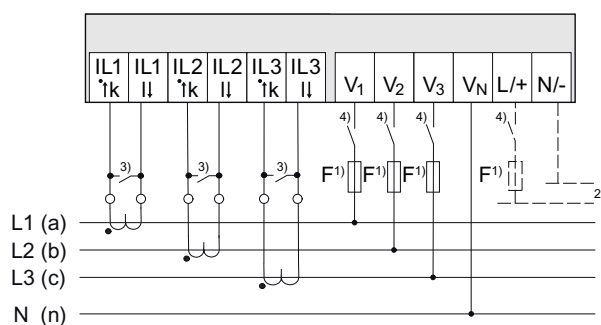 IL1 IL1 IL2 IL2 IL3 IL3 V1 V2 V3 VN L/+ N/-
↑k l↓ ↑k l↓ ↑k l↓
4) 4) 4) 4)
3) 3) 3)
F1) F1) F1) F1)
2
L1 (a)
L2 (b)
L3 (c)
N (n)